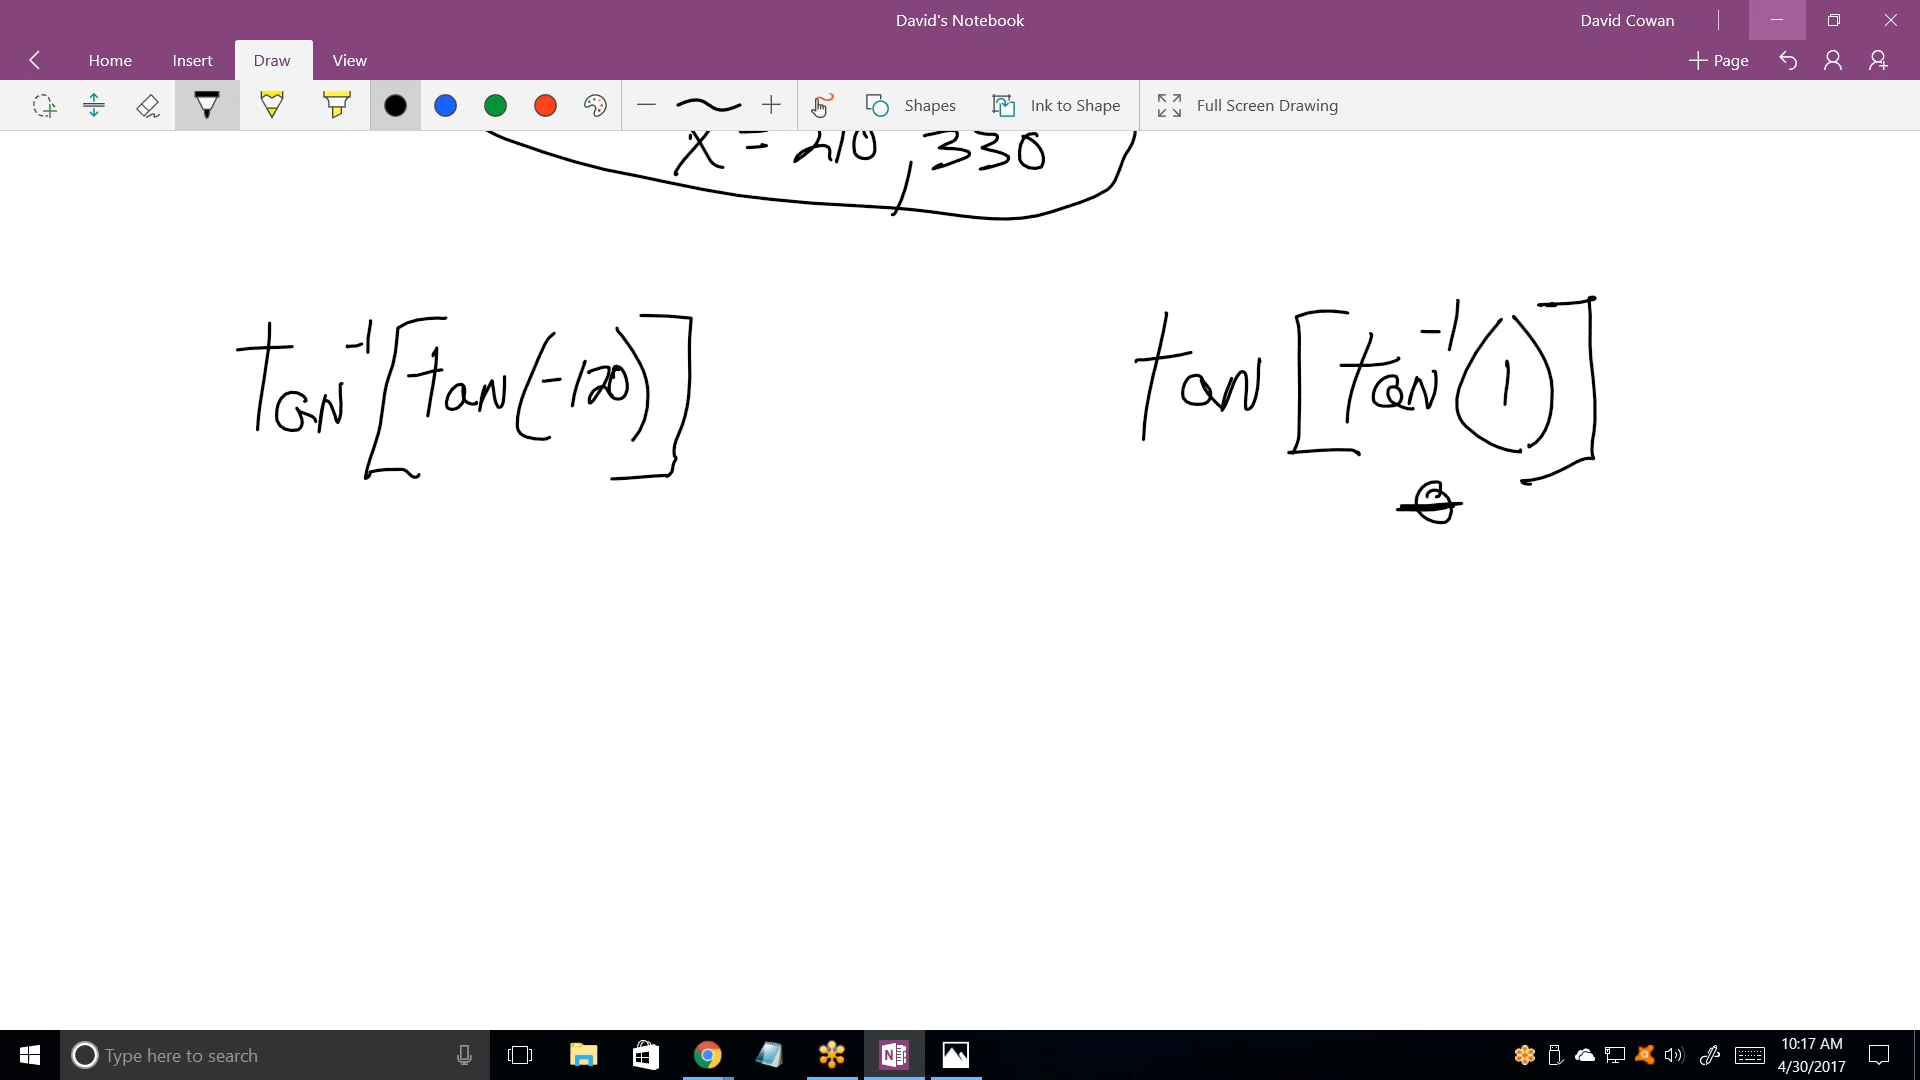 David's Notebook
David Cowan
Home Insert Draw View
Page
Shapes Ink to Shape Full Screen Drawing
x = 210, 330
tan⁻¹[tan(-120)]
tan[tan⁻¹(1)]
Type here to search
10:17 AM
4/30/2017